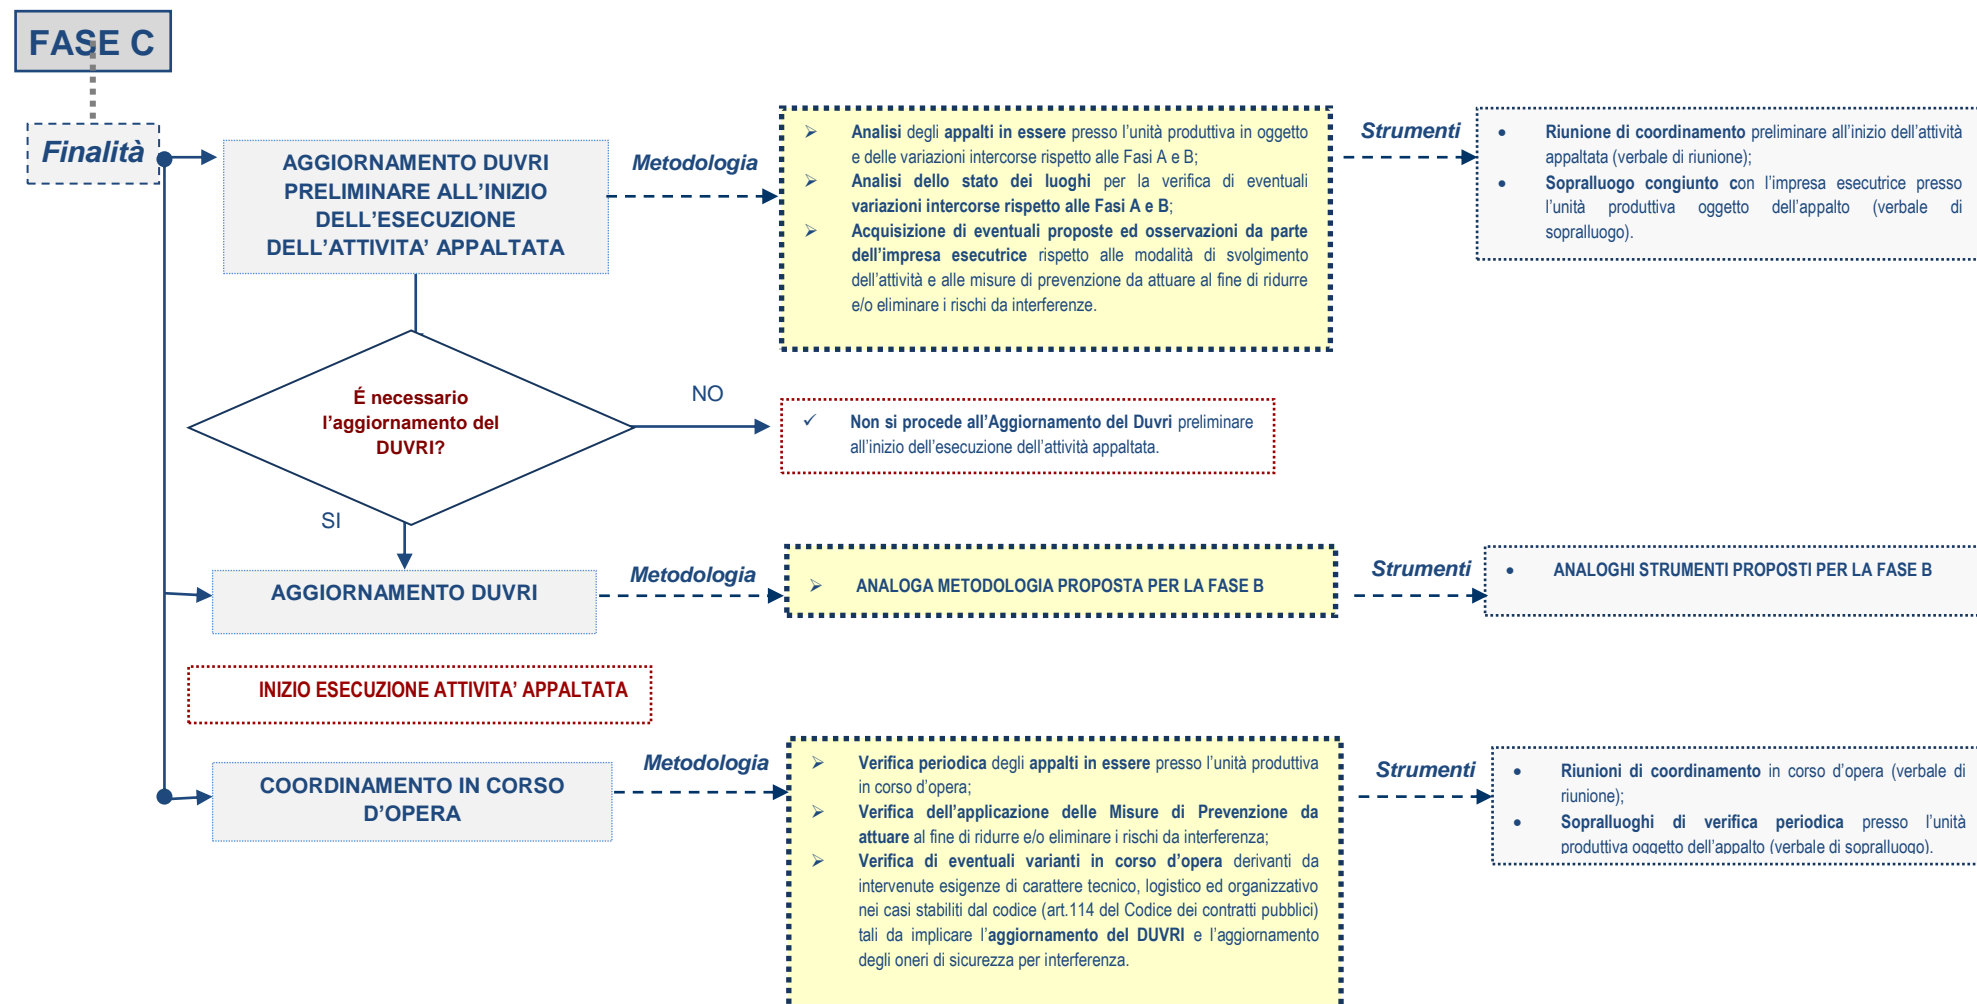 FASE C
Finalità
AGGIORNAMENTO DUVRI
PRELIMINARE ALL’INIZIO
DELL’ESECUZIONE
DELL’ATTIVITA’ APPALTATA
Metodologia
➢ Analisi degli appalti in essere presso l’unità produttiva in oggetto
e delle variazioni intercorse rispetto alle Fasi A e B;
➢ Analisi dello stato dei luoghi per la verifica di eventuali
variazioni intercorse rispetto alle Fasi A e B;
➢ Acquisizione di eventuali proposte ed osservazioni da parte
dell’impresa esecutrice rispetto alle modalità di svolgimento
dell’attività e alle misure di prevenzione da attuare al fine di ridurre
e/o eliminare i rischi da interferenze.
Strumenti
• Riunione di coordinamento preliminare all’inizio dell’attività
appaltata (verbale di riunione);
• Sopralluogo congiunto con l’impresa esecutrice presso
l’unità produttiva oggetto dell’appalto (verbale di
sopralluogo).
É necessario
l’aggiornamento del
DUVRI?
NO
✓ Non si procede all’Aggiornamento del Duvri preliminare
all’inizio dell’esecuzione dell’attività appaltata.
SI
AGGIORNAMENTO DUVRI
Metodologia
➢ ANALOGA METODOLOGIA PROPOSTA PER LA FASE B
Strumenti
• ANALOGHI STRUMENTI PROPOSTI PER LA FASE B
INIZIO ESECUZIONE ATTIVITA’ APPALTATA
COORDINAMENTO IN CORSO
D’OPERA
Metodologia
➢ Verifica periodica degli appalti in essere presso l’unità produttiva
in corso d’opera;
➢ Verifica dell’applicazione delle Misure di Prevenzione da
attuare al fine di ridurre e/o eliminare i rischi da interferenza;
➢ Verifica di eventuali varianti in corso d’opera derivanti da
intervenute esigenze di carattere tecnico, logistico ed organizzativo
nei casi stabiliti dal codice (art.114 del Codice dei contratti pubblici)
tali da implicare l’aggiornamento del DUVRI e l’aggiornamento
degli oneri di sicurezza per interferenza.
Strumenti
• Riunioni di coordinamento in corso d’opera (verbale di
riunione);
• Sopralluoghi di verifica periodica presso l’unità
produttiva oggetto dell’appalto (verbale di sopralluogo).